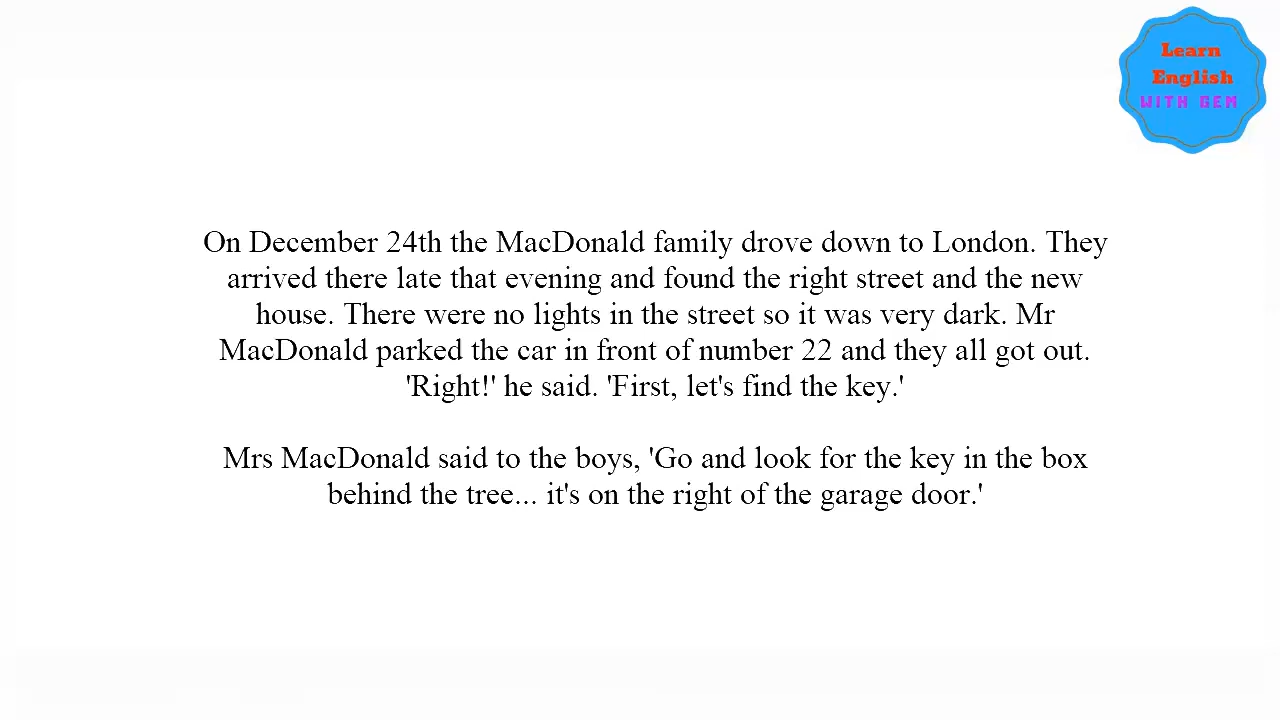 Learn
English
WITH GEM
On December 24th the MacDonald family drove down to London. They
arrived there late that evening and found the right street and the new
house. There were no lights in the street so it was very dark. Mr
MacDonald parked the car in front of number 22 and they all got out.
'Right!' he said. 'First, let's find the key.'
Mrs MacDonald said to the boys, 'Go and look for the key in the box
behind the tree... it's on the right of the garage door.'